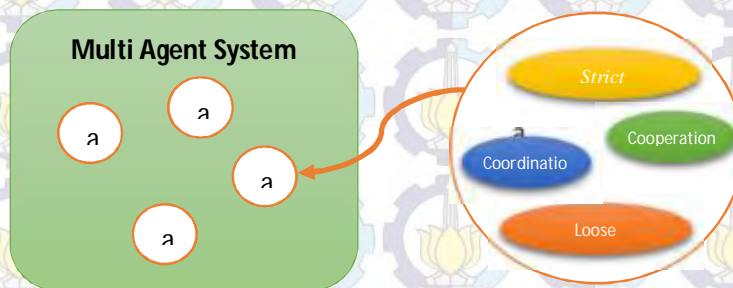 Multi Agent System
a
a
a
a
Strict
a
Cooperation
Coordinatio
Loose